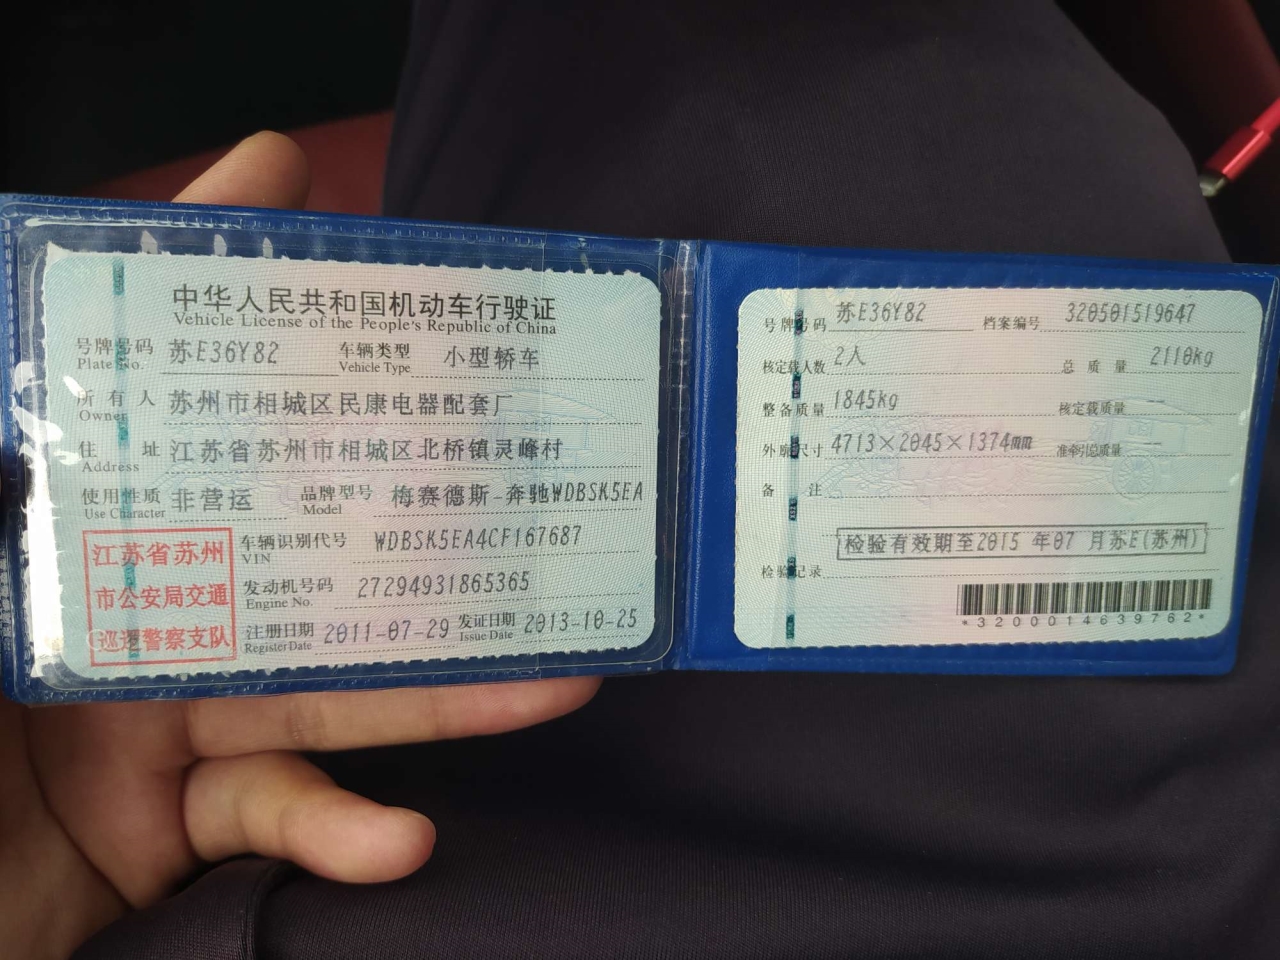 中华人民共和国机动车行驶证
Vehicle License of the People's Republic of China
号牌号码 苏E36Y82 车辆类型 小型轿车
Plate No. Vehicle Type
所有人 苏州市相城区民康电器配套厂
Owner
住址 江苏省苏州市相城区北桥镇灵峰村
Address
使用性质 非营运 品牌型号 梅赛德斯-奔驰WDBSK5EA
Use Character Model
江苏省苏州
市公安局交通
巡逻警察支队
车辆识别代号 WDBSK5EA4CF167687
VIN
发动机号码 27294931865365
Engine No.
注册日期 2011-07-29 发证日期 2013-10-25
Register Date Issue Date
号牌号码 苏E36Y82 档案编号 320501519647
核定载人数 2人 总质量 2110kg
整备质量 1845kg 核定载质量 —
外廓尺寸 4713×2045×1374mm 准牵引总质量 —
备注
检验有效期至2015年07月苏E(苏州)
检验记录
*3200014639762*